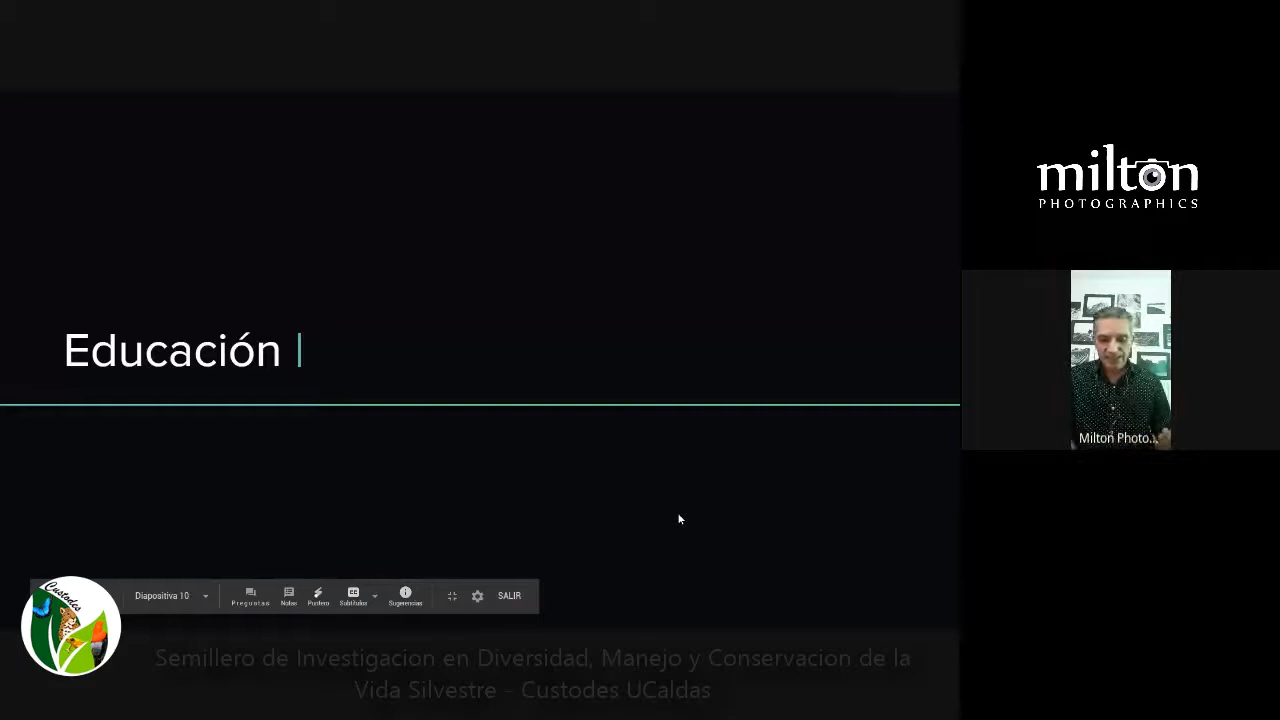 milton
PHOTOGRAPHICS
Educación |
Milton Photo...
Custodes
Diapositiva 10
Preguntas
Notas
Puntero
Subtítulos
Sugerencias
SALIR
Semillero de Investigacion en Diversidad, Manejo y Conservacion de la
Vida Silvestre - Custodes UCaldas